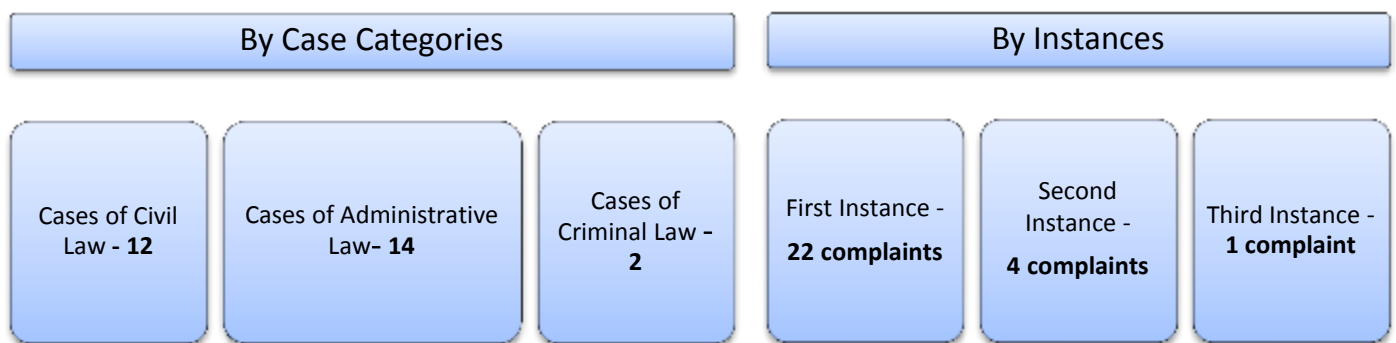 By Case Categories
By Instances
Cases of Civil
Law - 12
Cases of Administrative
Law– 14
Cases of
Criminal Law –
2
First Instance -
22 complaints
Second
Instance -
4 complaints
Third Instance -
1 complaint